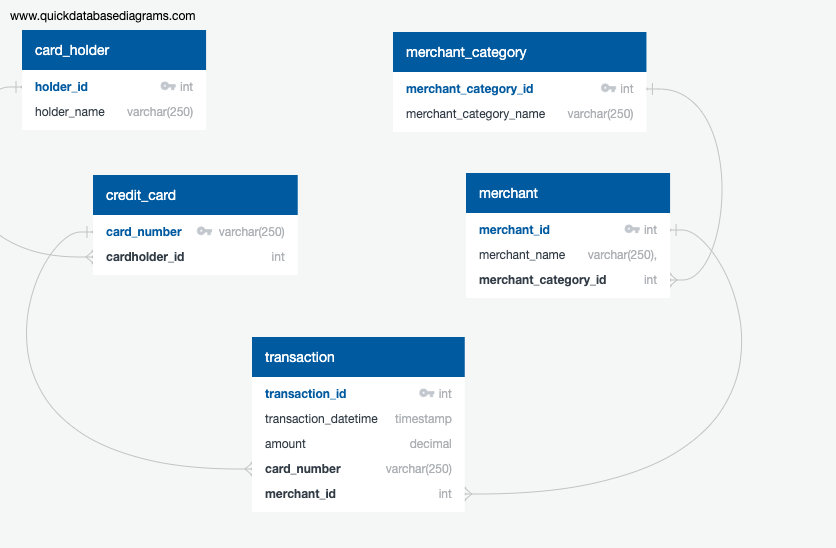 www.quickdatabasediagrams.com
card_holder
holder_id int
holder_name varchar(250)
merchant_category
merchant_category_id int
merchant_category_name varchar(250)
credit_card
card_number varchar(250)
cardholder_id int
merchant
merchant_id int
merchant_name varchar(250),
merchant_category_id int
transaction
transaction_id int
transaction_datetime timestamp
amount decimal
card_number varchar(250)
merchant_id int